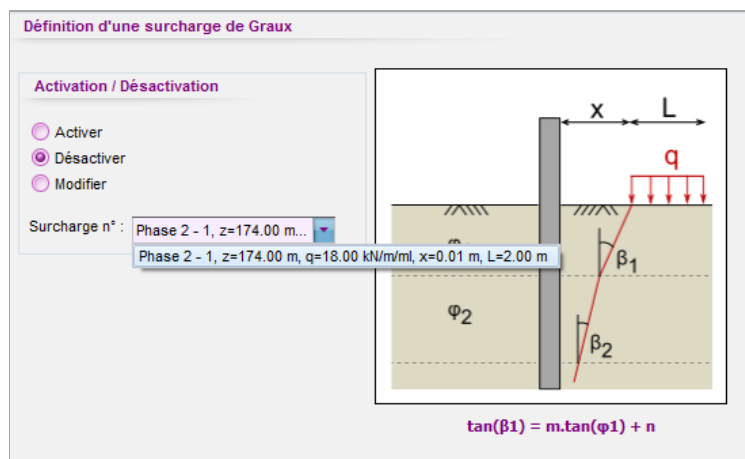 Définition d'une surcharge de Graux
Activation / Désactivation
Activer
Désactiver
Modifier
Surcharge n° : Phase 2 - 1, z=174.00 m...
Phase 2 - 1, z=174.00 m, q=18.00 kN/m/ml, x=0.01 m, L=2.00 m
x L
q
β1
φ2
β2
tan(β1) = m.tan(φ1) + n